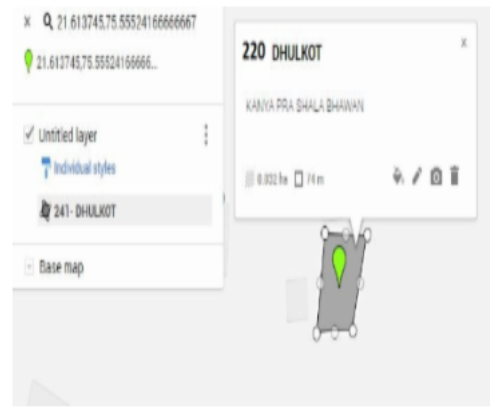 × 21.613745,75.55524166666667
21.613745,75.55524166666...
Untitled layer
Individual styles
241- DHULKOT
Base map
220 DHULKOT
×
KANYA PRA SHALA BHAWAN
0.032 ha 74 m